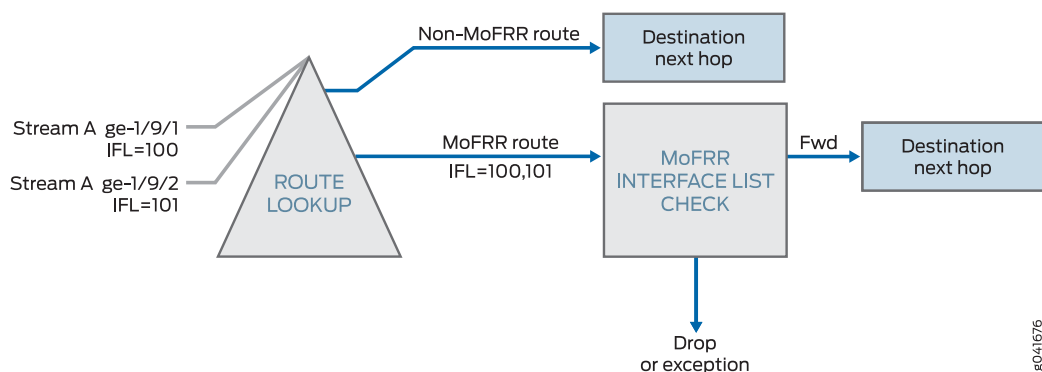 Non-MoFRR route
Destination
next hop
Stream A ge-1/9/1
IFL=100
Stream A ge-1/9/2
IFL=101
ROUTE
LOOKUP
MoFRR route
IFL=100,101
MoFRR
INTERFACE LIST
CHECK
Fwd
Destination
next hop
Drop
or exception
g041676